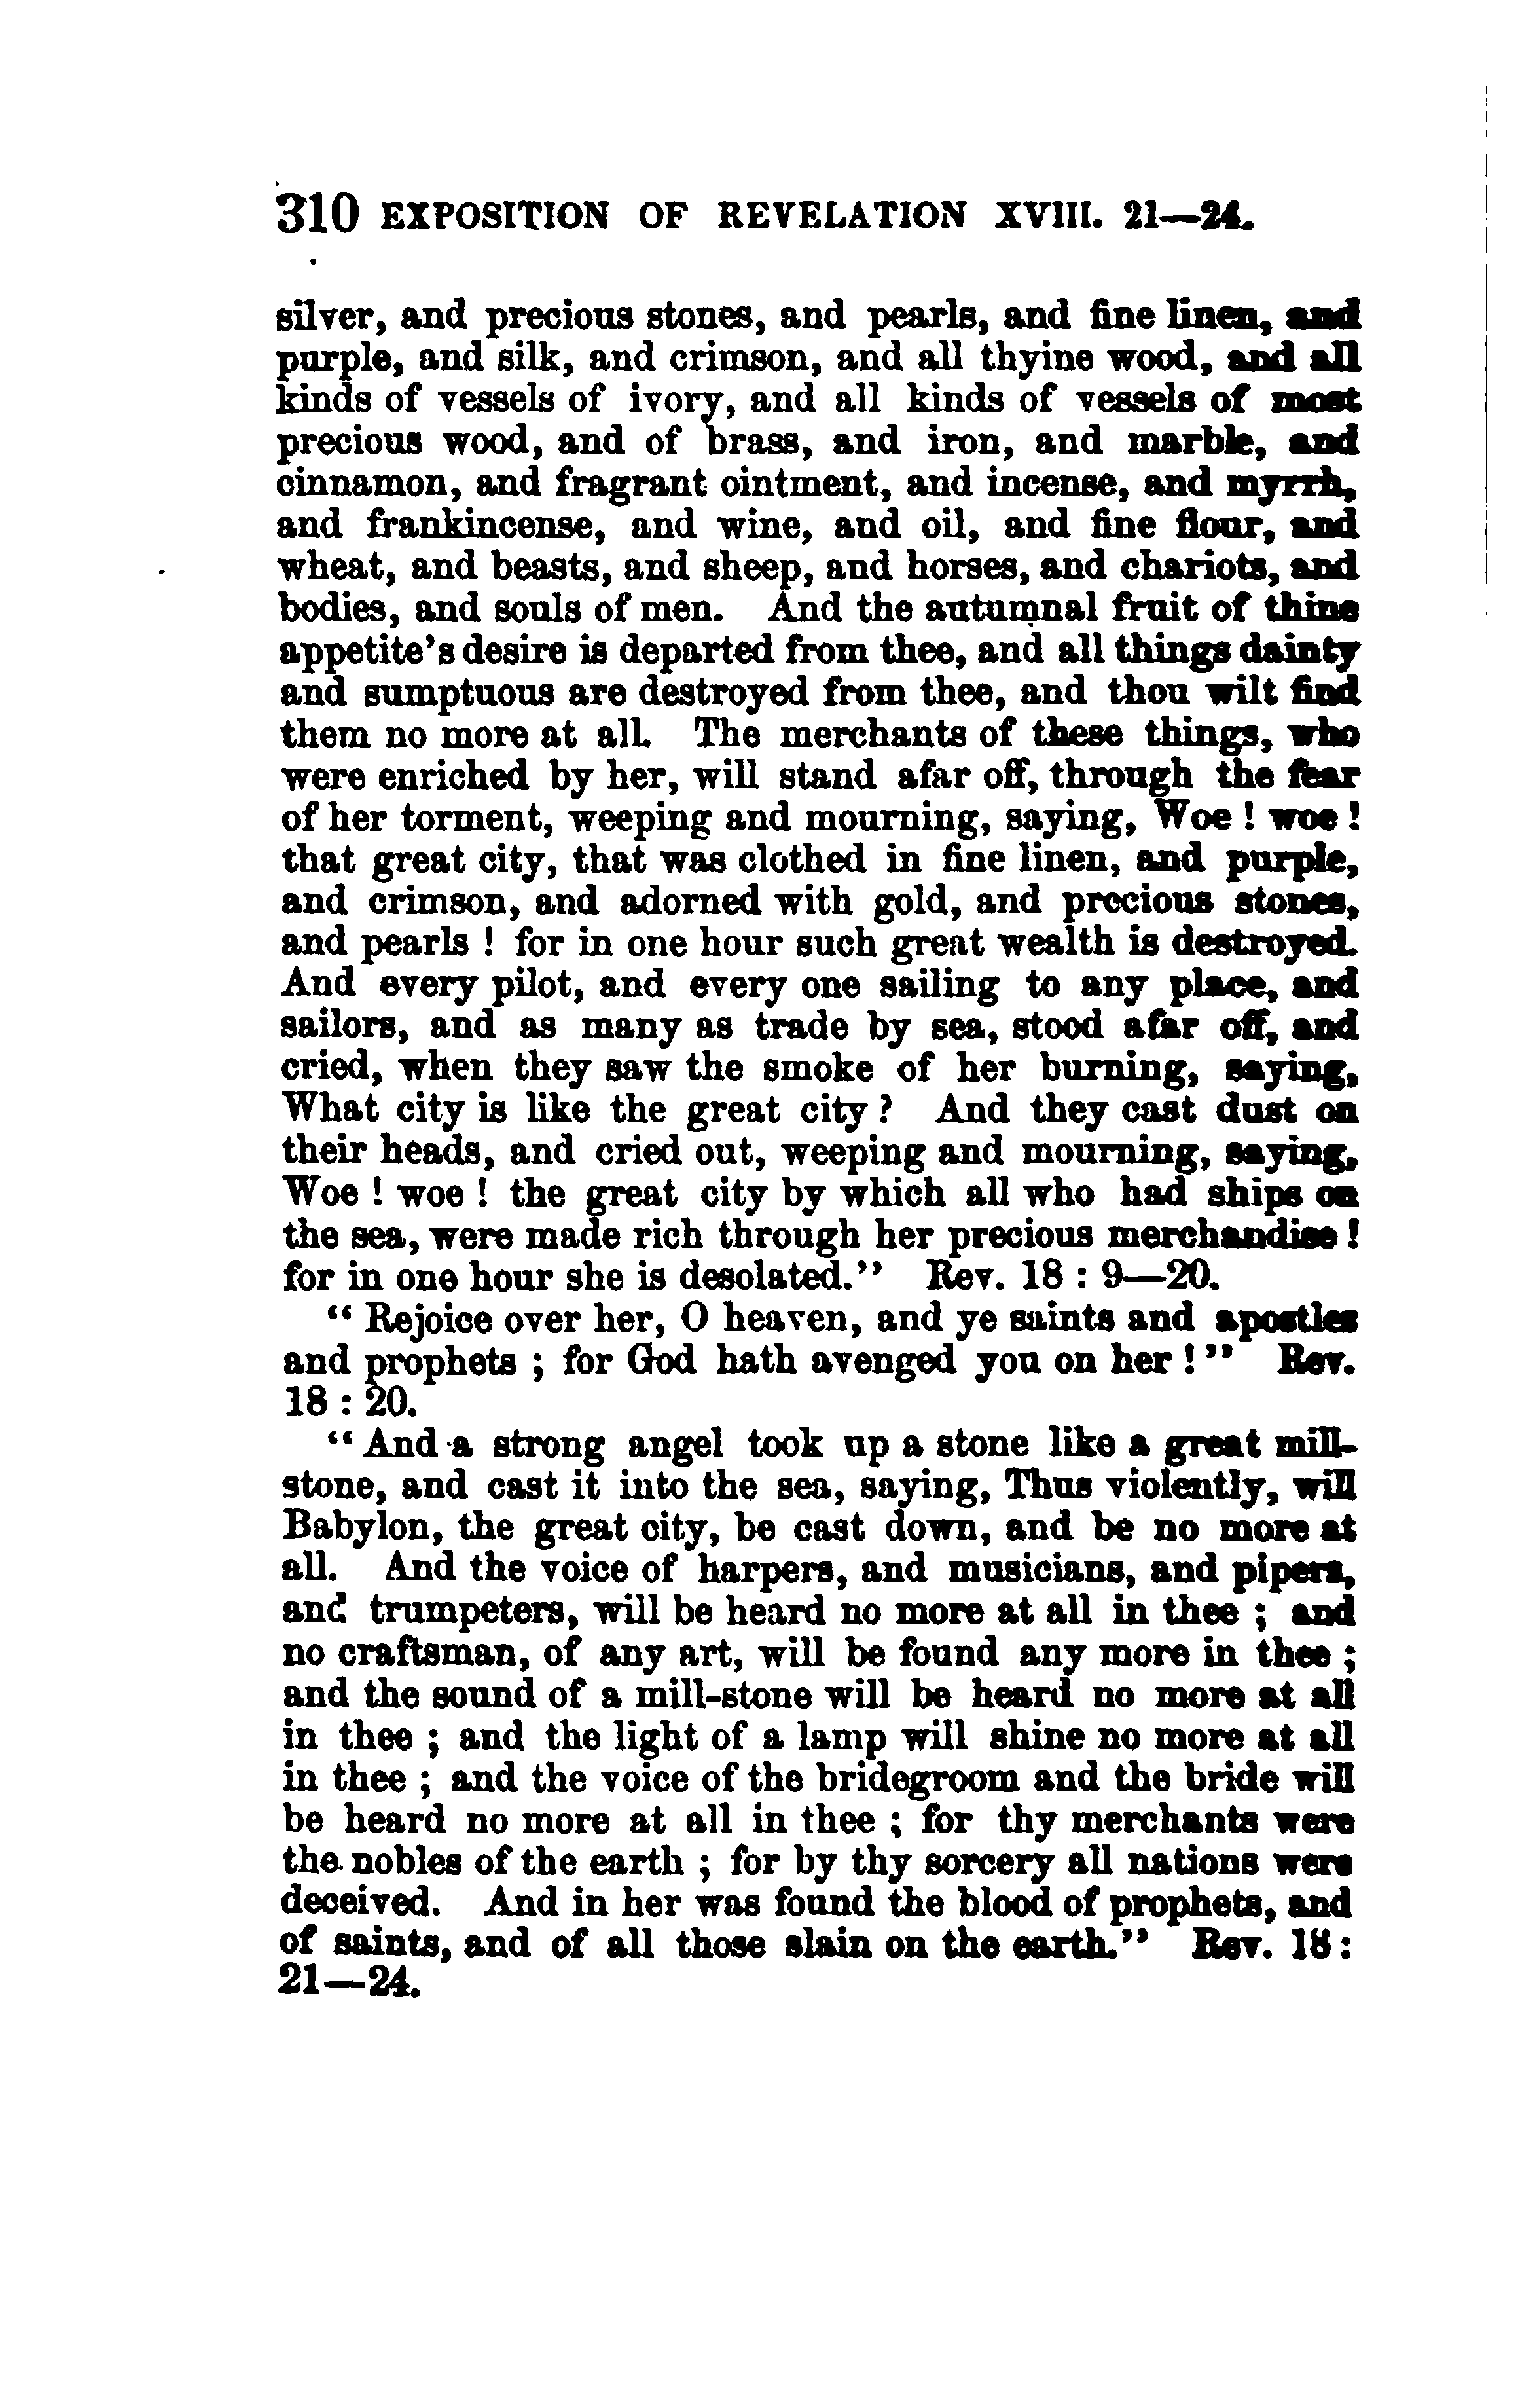 310 EXPOSITION OF REVELATION XVIII. 21—24.
silver, and precious stones, and pearls, and fine linen, and
purple, and silk, and crimson, and all thyine wood, and all
kinds of vessels of ivory, and all kinds of vessels of most
precious wood, and of brass, and iron, and marble, and
cinnamon, and fragrant ointment, and incense, and myrrh,
and frankincense, and wine, and oil, and fine flour, and
wheat, and beasts, and sheep, and horses, and chariots, and
bodies, and souls of men. And the autumnal fruit of thine
appetite's desire is departed from thee, and all things dainty
and sumptuous are destroyed from thee, and thou wilt find
them no more at all. The merchants of these things, who
were enriched by her, will stand afar off, through the fear
of her torment, weeping and mourning, saying, Woe ! woe !
that great city, that was clothed in fine linen, and purple,
and crimson, and adorned with gold, and precious stones,
and pearls ! for in one hour such great wealth is destroyed.
And every pilot, and every one sailing to any place, and
sailors, and as many as trade by sea, stood afar off, and
cried, when they saw the smoke of her burning, saying,
What city is like the great city ? And they cast dust on
their heads, and cried out, weeping and mourning, saying,
Woe ! woe ! the great city by which all who had ships on
the sea, were made rich through her precious merchandise !
for in one hour she is desolated." Rev. 18 : 9—20.
" Rejoice over her, O heaven, and ye saints and apostles
and prophets ; for God hath avenged you on her ! " Rev.
18 : 20.
" And a strong angel took up a stone like a great mill-
stone, and cast it into the sea, saying, Thus violently, will
Babylon, the great city, be cast down, and be no more at
all. And the voice of harpers, and musicians, and pipers,
and trumpeters, will be heard no more at all in thee ; and
no craftsman, of any art, will be found any more in thee ;
and the sound of a mill-stone will be heard no more at all
in thee ; and the light of a lamp will shine no more at all
in thee ; and the voice of the bridegroom and the bride will
be heard no more at all in thee ; for thy merchants were
the nobles of the earth ; for by thy sorcery all nations were
deceived. And in her was found the blood of prophets, and
of saints, and of all those slain on the earth." Rev. 18 :
21—24.